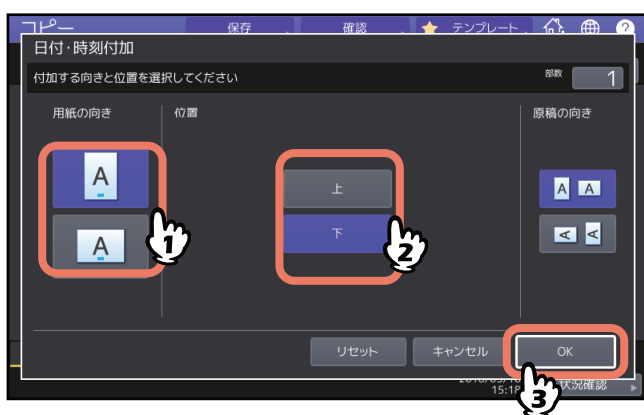 コピー 保存 確認 テンプレート ?
日付・時刻付加
付加する向きと位置を選択してください 部数 1
用紙の向き 位置 原稿の向き
A
A
上
下
A A
A A
1
2
リセット キャンセル OK
3
15:18 状況確認